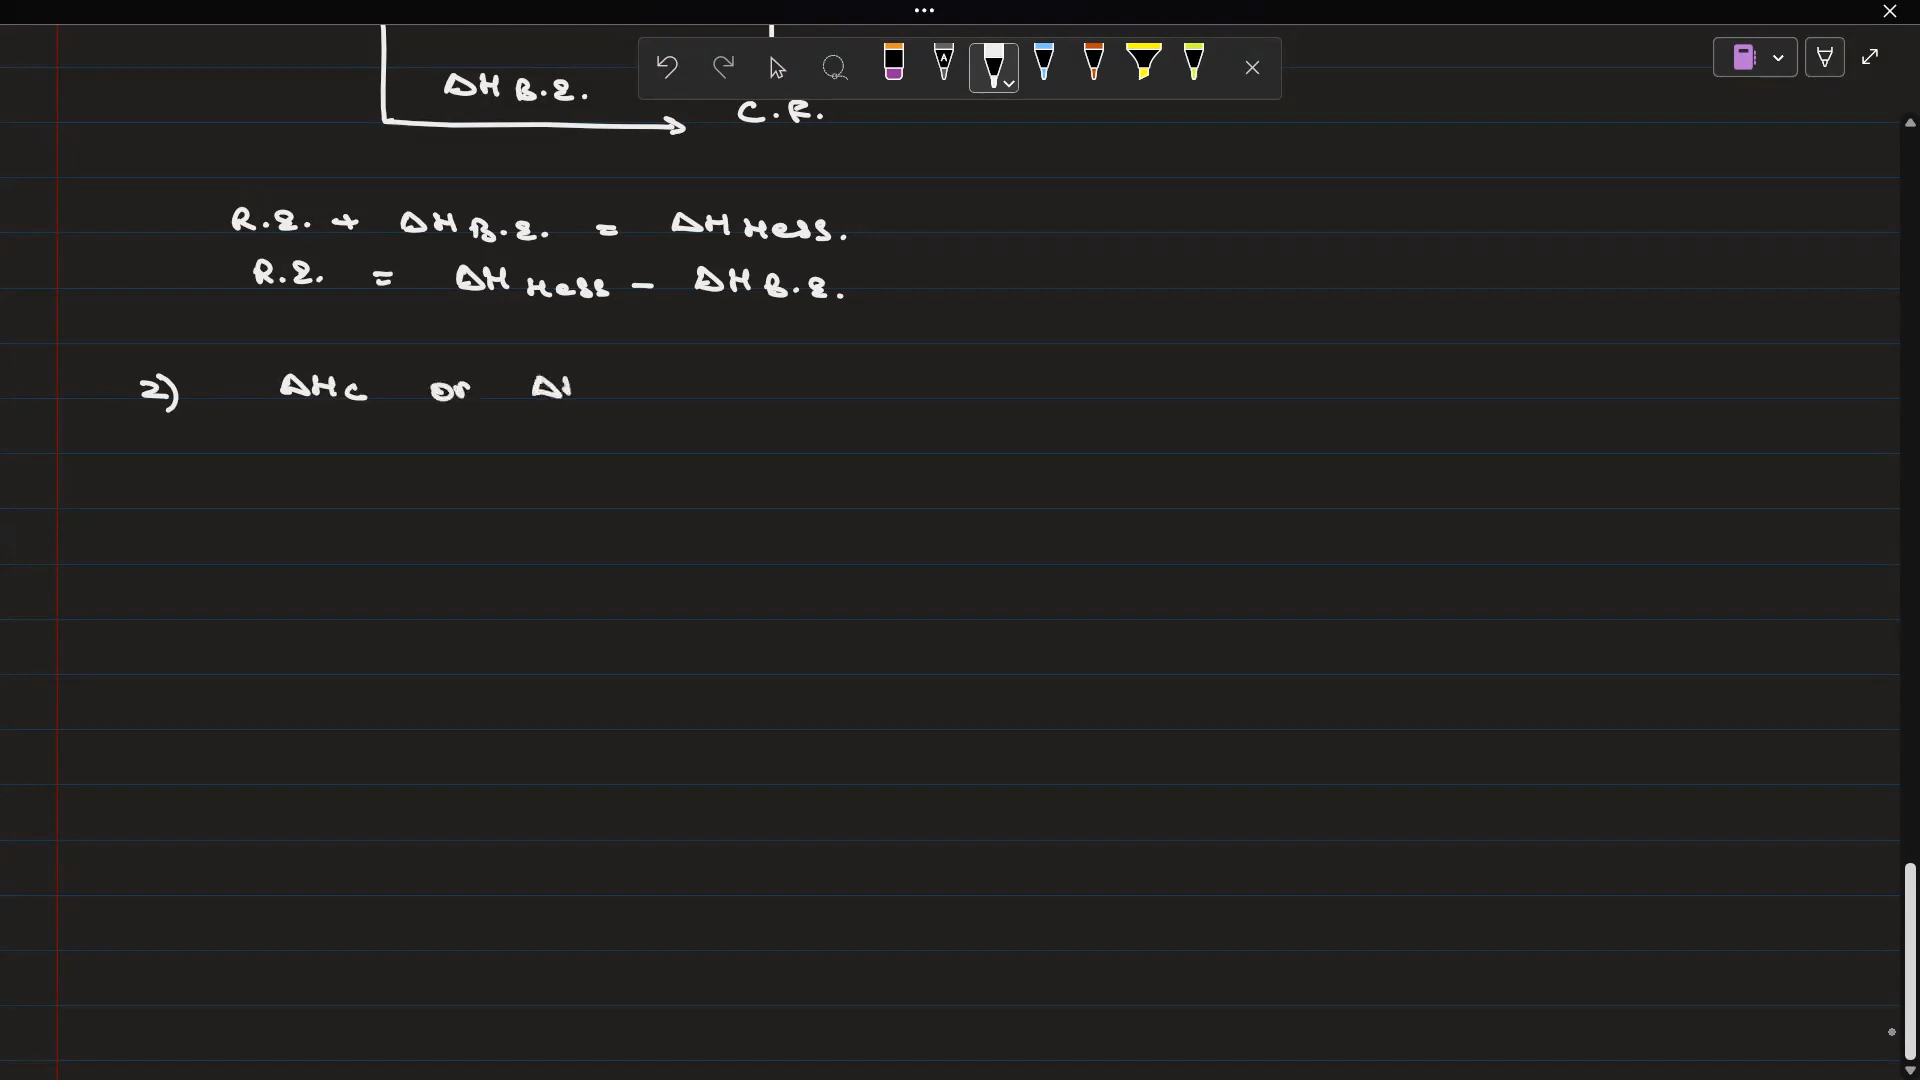 ΔH B.E.
C.R.
R.E. + ΔH B.E. = ΔH Hess.
R.E. = ΔH Hess - ΔH B.E.
2) ΔHc or Δ